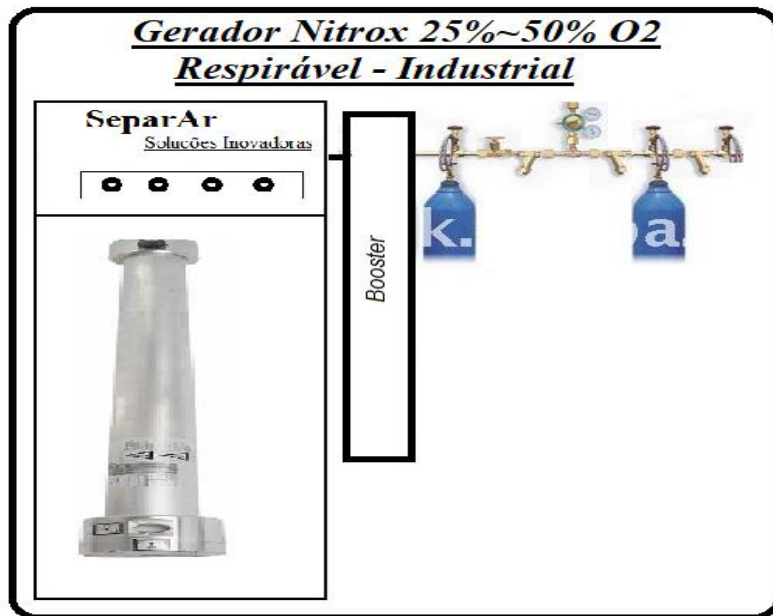 Gerador Nitrox 25%~50% O2
Respirável - Industrial
SeparAr
Soluções Inovadoras
Booster